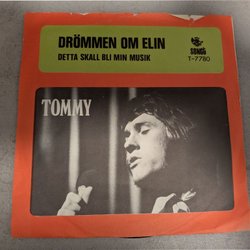 DRÖMMEN OM ELIN
DETTA SKALL BLI MIN MUSIK
SONET
T-7780
TOMMY